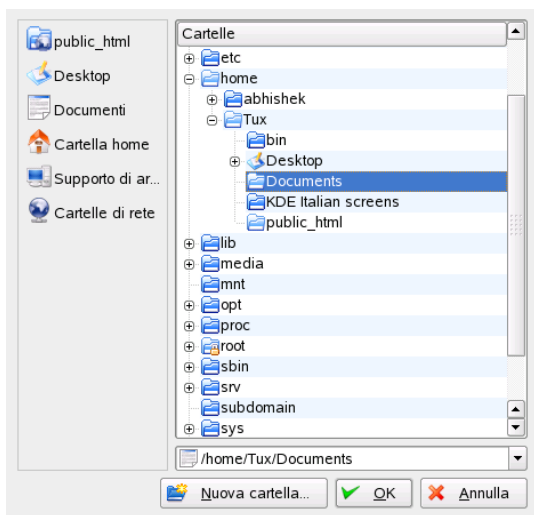 public_html
Desktop
Documenti
Cartella home
Supporto di ar...
Cartelle di rete
Cartelle
etc
home
abhishek
Tux
bin
Desktop
Documents
KDE Italian screens
public_html
lib
media
mnt
opt
proc
root
sbin
srv
subdomain
sys
/home/Tux/Documents
Nuova cartella...
OK
Annulla